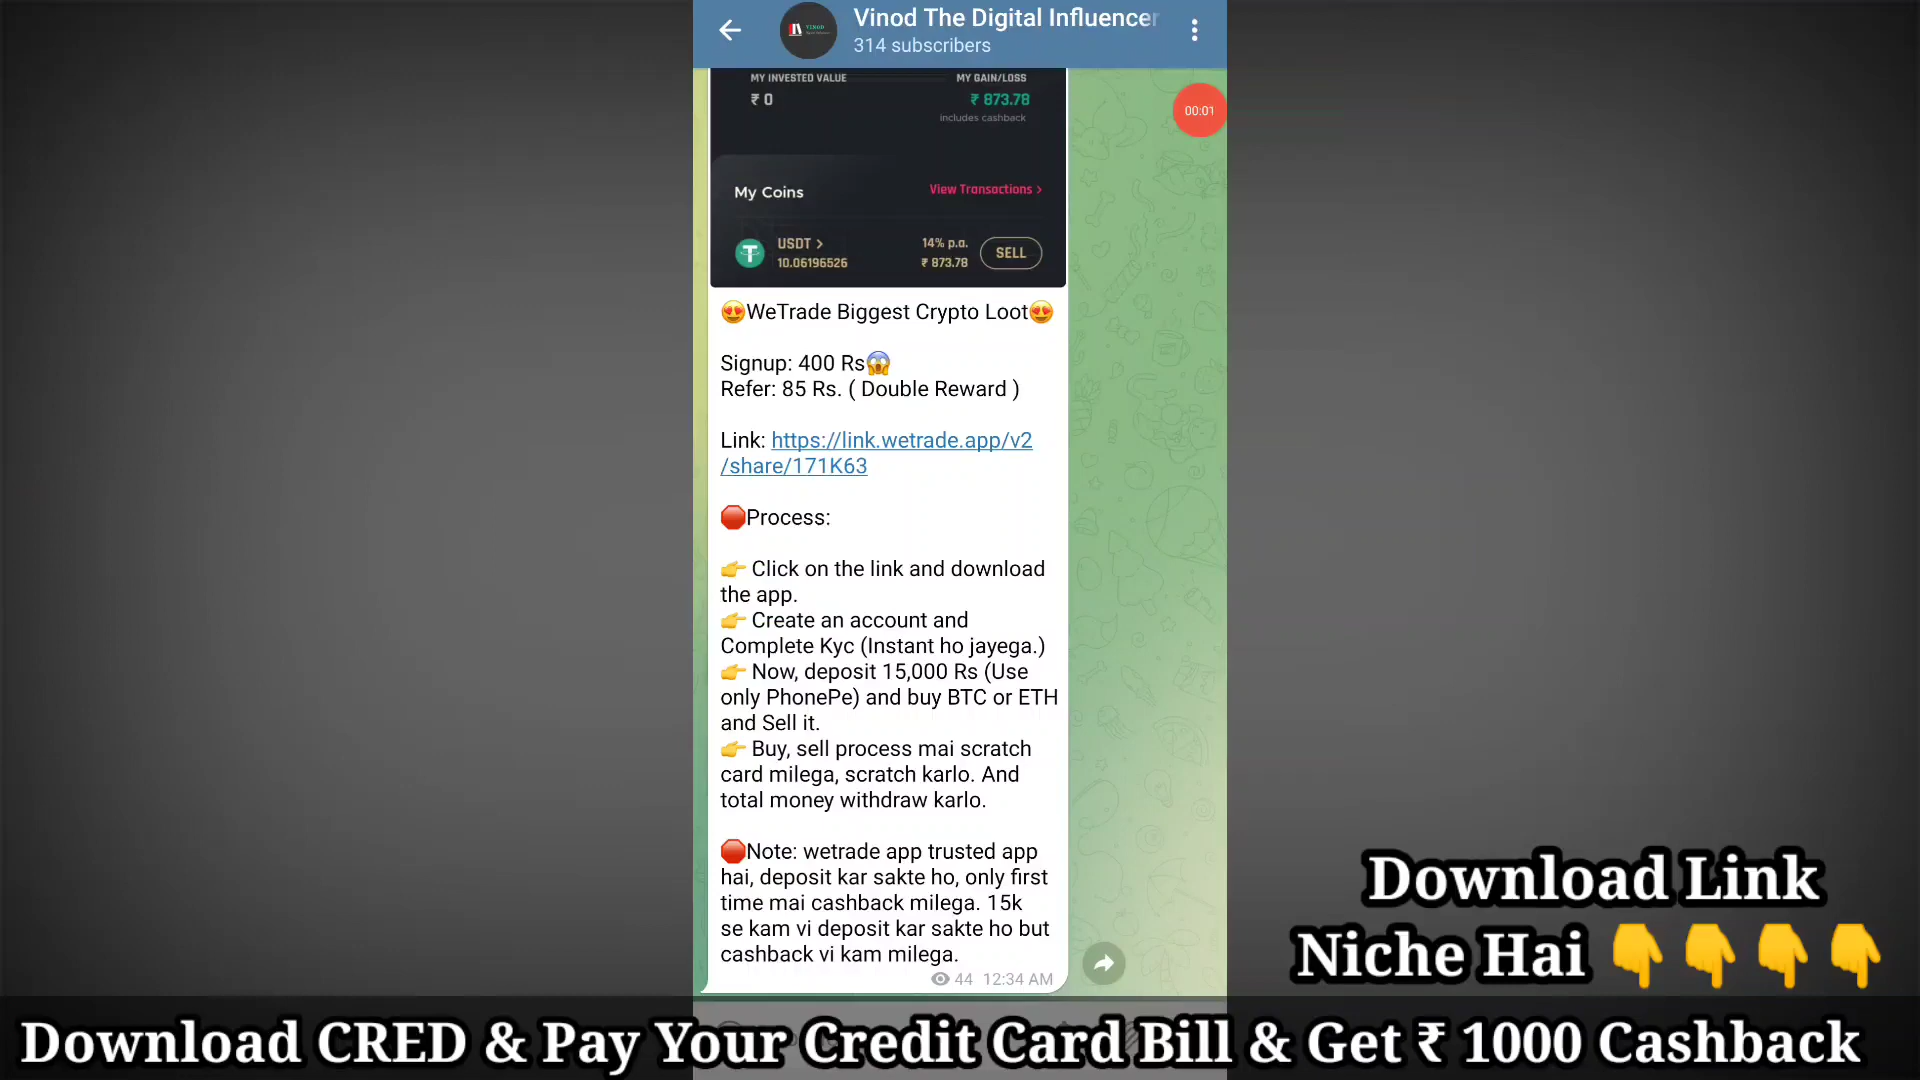 Vinod The Digital Influencer
314 subscribers
VINOD
00:01
MY INVESTED VALUE
MY GAIN/LOSS
₹ 0
₹ 873.78
includes cashback
My Coins
View Transactions >
USDT >
10.06196526
14% p.a.
₹ 873.78
SELL
😍WeTrade Biggest Crypto Loot😍
Signup: 400 Rs😱
Refer: 85 Rs. ( Double Reward )
Link: https://link.wetrade.app/v2
/share/171K63
🛑Process:
👉 Click on the link and download
the app.
👉 Create an account and
Complete Kyc (Instant ho jayega.)
👉 Now, deposit 15,000 Rs (Use
only PhonePe) and buy BTC or ETH
and Sell it.
👉 Buy, sell process mai scratch
card milega, scratch karlo. And
total money withdraw karlo.
🛑Note: wetrade app trusted app
hai, deposit kar sakte ho, only first
time mai cashback milega. 15k
se kam vi deposit kar sakte ho but
cashback vi kam milega.
44 12:34 AM
Download Link
Niche Hai 👇👇👇👇
Download CRED & Pay Your Credit Card Bill & Get ₹ 1000 Cashback